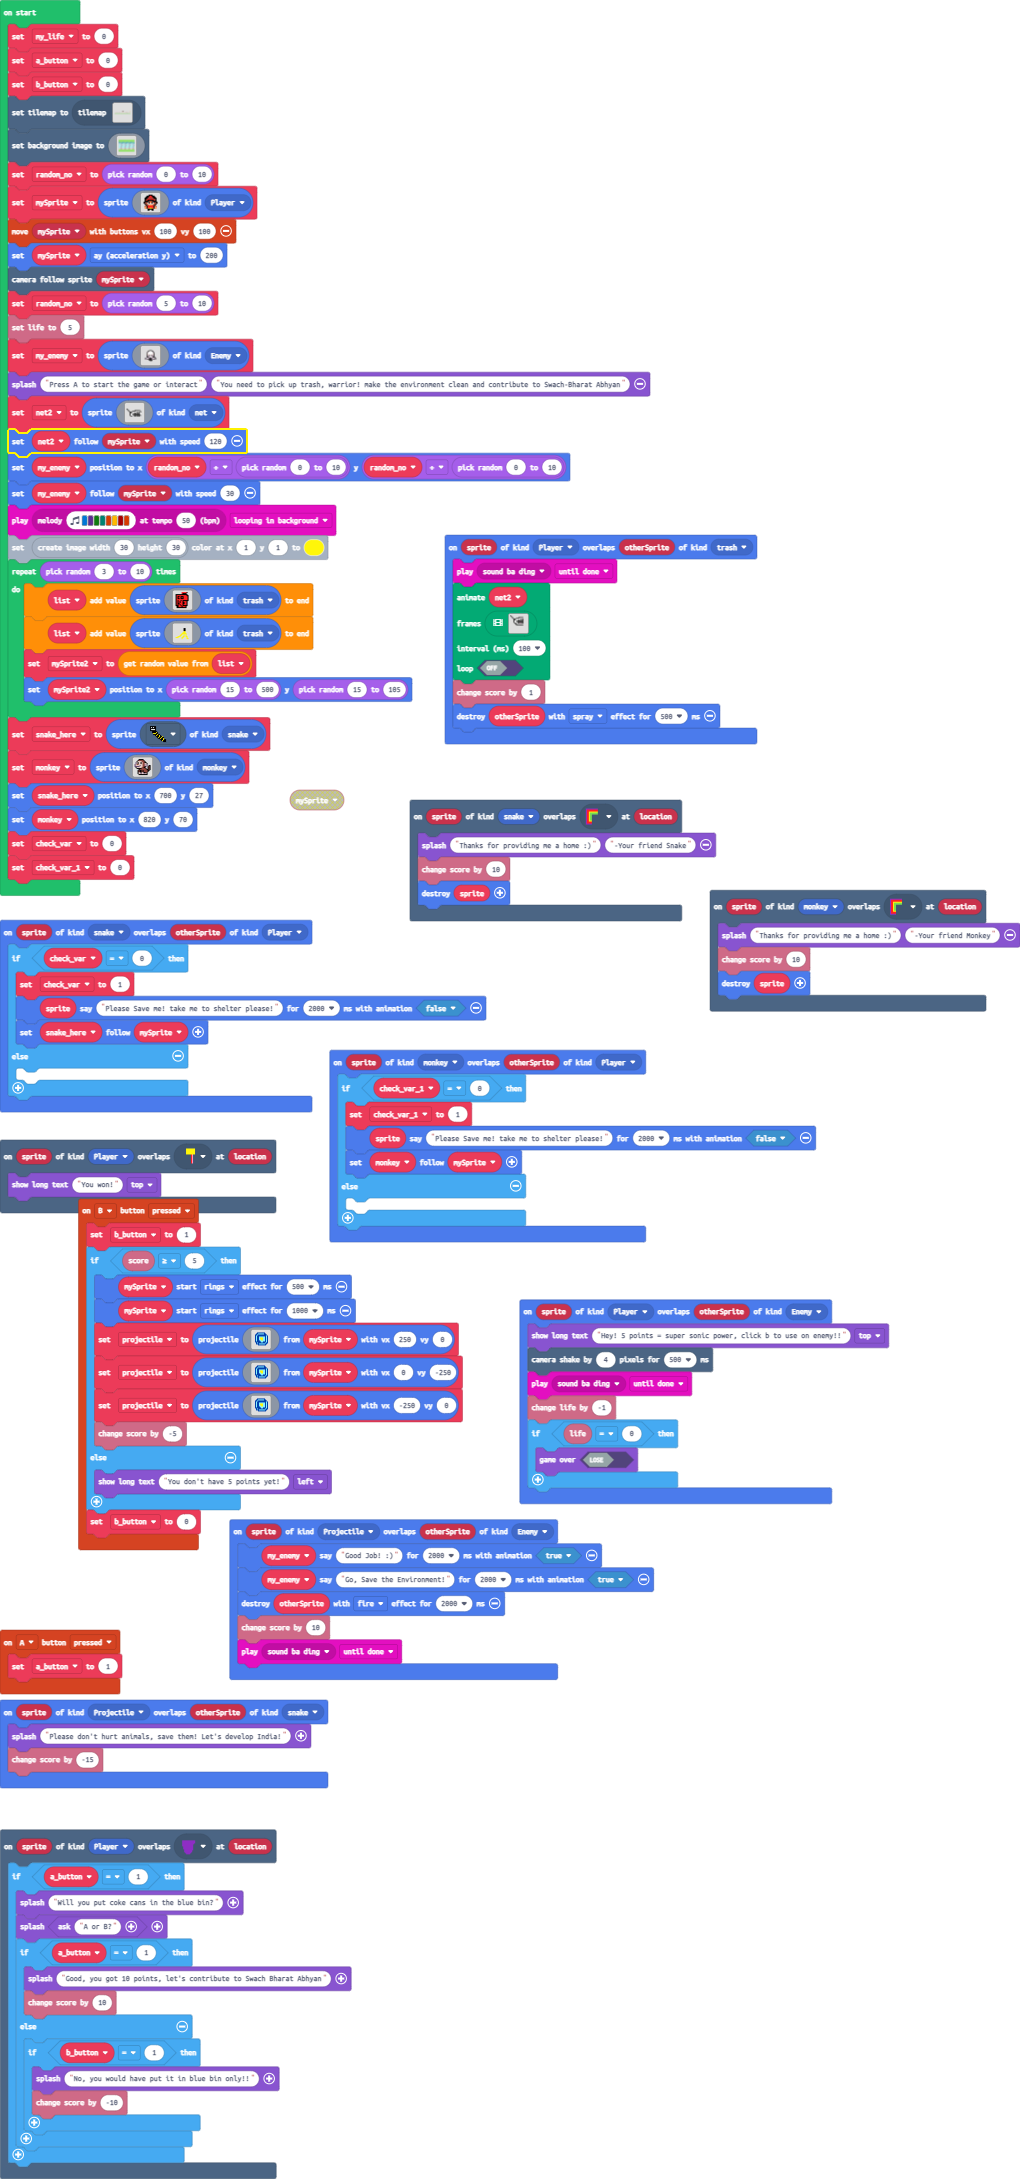 on start
set my_life to 0
set a_button to 0
set b_button to 0
set tilemap to tilemap
set background image to
set random_no to pick random 0 to 10
set mySprite to sprite of kind Player
move mySprite with buttons vx 100 vy 100
set mySprite ay (acceleration y) to 200
camera follow sprite mySprite
set random_no to pick random 5 to 10
set life to 5
set my_enemy to sprite of kind Enemy
splash "Press A to start the game or interact" "You need to pick up trash, warrior! make the environment clean and contribute to Swach-Bharat Abhyan"
set net2 to sprite of kind net
set net2 follow mySprite with speed 120
set my_enemy position to x random_no + pick random 0 to 10 y random_no + pick random 0 to 10
set my_enemy follow mySprite with speed 30
play melody at tempo 50 (bpm) looping in background
set create image width 30 height 30 color at x 1 y 1 to
repeat pick random 3 to 10 times
do
list add value sprite of kind trash to end
list add value sprite of kind trash to end
set mySprite2 to get random value from list
set mySprite2 position to x pick random 15 to 500 y pick random 15 to 105
set snake_here to sprite of kind snake
set monkey to sprite of kind monkey
set snake_here position to x 700 y 27
set monkey position to x 820 y 70
set check_var to 0
set check_var_1 to 0
mySprite
on sprite of kind Player overlaps otherSprite of kind trash
play sound ba ding until done
animate net2
frames
interval (ms) 100
loop OFF
change score by 1
destroy otherSprite with spray effect for 500 ms
on sprite of kind snake overlaps at location
splash "Thanks for providing me a home :)" "-Your friend Snake"
change score by 10
destroy sprite
on sprite of kind monkey overlaps at location
splash "Thanks for providing me a home :)" "-Your friend Monkey"
change score by 10
destroy sprite
on sprite of kind snake overlaps otherSprite of kind Player
if check_var = 0 then
set check_var to 1
sprite say "Please Save me! take me to shelter please!" for 2000 ms with animation false
set snake_here follow mySprite
else
on sprite of kind monkey overlaps otherSprite of kind Player
if check_var_1 = 0 then
set check_var_1 to 1
sprite say "Please Save me! take me to shelter please!" for 2000 ms with animation false
set monkey follow mySprite
else
on sprite of kind Player overlaps at location
show long text "You won!" top
on B button pressed
set b_button to 1
if score ≥ 5 then
mySprite start rings effect for 500 ms
mySprite start rings effect for 1000 ms
set projectile to projectile from mySprite with vx 250 vy 0
set projectile to projectile from mySprite with vx 0 vy -250
set projectile to projectile from mySprite with vx -250 vy 0
change score by -5
else
show long text "You don't have 5 points yet!" left
set b_button to 0
on sprite of kind Player overlaps otherSprite of kind Enemy
show long text "Hey! 5 points = super sonic power, click b to use on enemy!!" top
camera shake by 4 pixels for 500 ms
play sound ba ding until done
change life by -1
if life = 0 then
game over LOSE
on sprite of kind Projectile overlaps otherSprite of kind Enemy
my_enemy say "Good Job! :)" for 2000 ms with animation true
my_enemy say "Go, Save the Environment!" for 2000 ms with animation true
destroy otherSprite with fire effect for 2000 ms
change score by 10
play sound ba ding until done
on A button pressed
set a_button to 1
on sprite of kind Projectile overlaps otherSprite of kind snake
splash "Please don't hurt animals, save them! Let's develop India!"
change score by -15
on sprite of kind Player overlaps at location
if a_button = 1 then
splash "Will you put coke cans in the blue bin?"
splash ask "A or B?"
if a_button = 1 then
splash "Good, you got 10 points, let's contribute to Swach Bharat Abhyan"
change score by 10
else
if b_button = 1 then
splash "No, you would have put it in blue bin only!!"
change score by -10